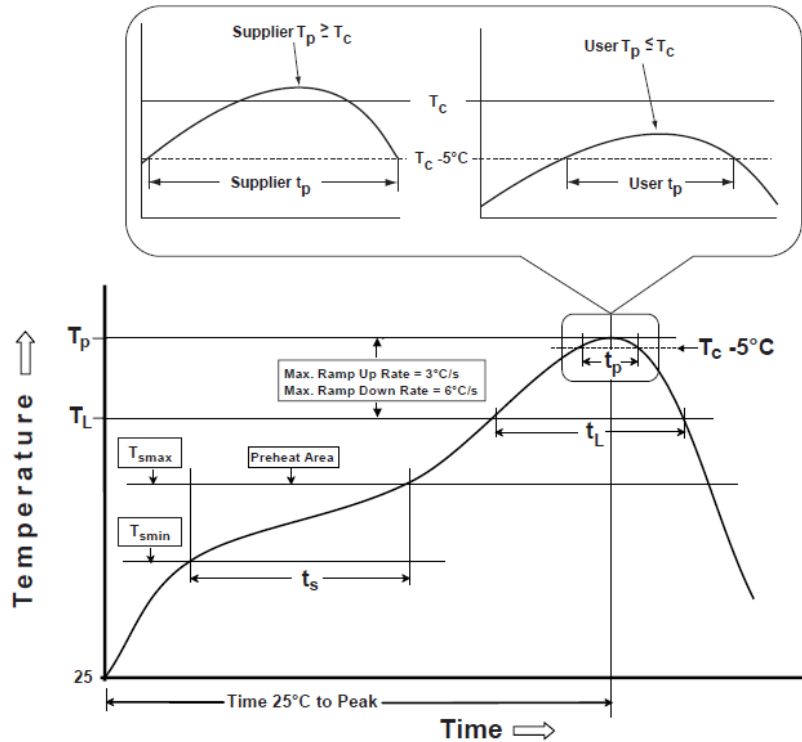 Supplier Tp ≥ Tc
User Tp ≤ Tc
Tc
Tc -5°C
Supplier tp
User tp
Tp
Tc -5°C
tp
Max. Ramp Up Rate = 3°C/s
Max. Ramp Down Rate = 6°C/s
TL
tL
Tsmax
Preheat Area
Tsmin
ts
Temperature
25
Time 25°C to Peak
Time